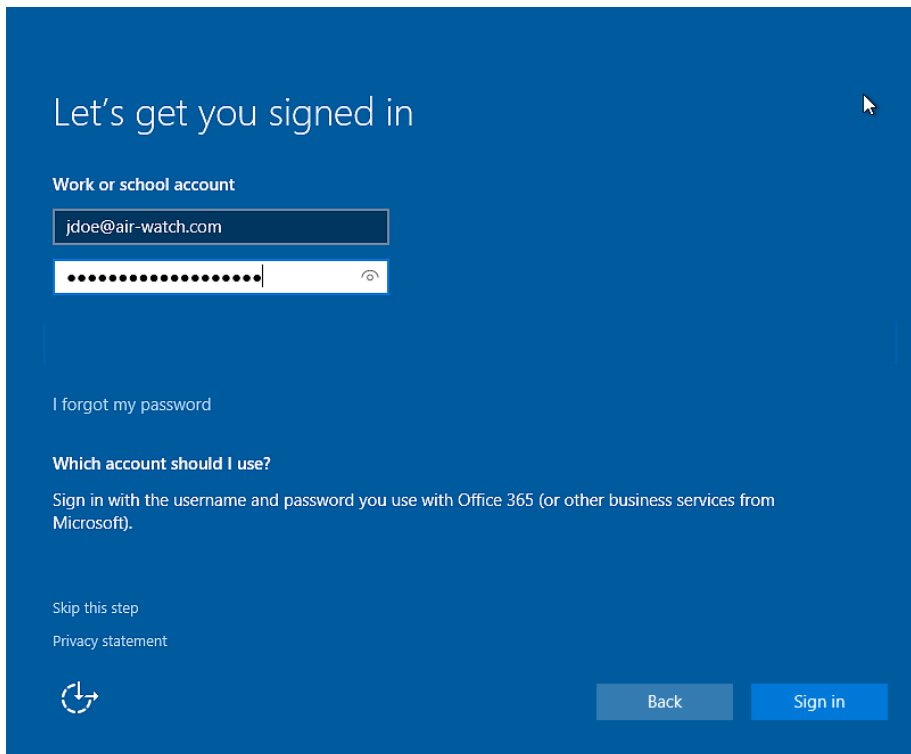 Let's get you signed in
Work or school account
jdoe@air-watch.com
●●●●●●●●●●●●●●●●●●●
I forgot my password
Which account should I use?
Sign in with the username and password you use with Office 365 (or other business services from
Microsoft).
Skip this step
Privacy statement
Back
Sign in